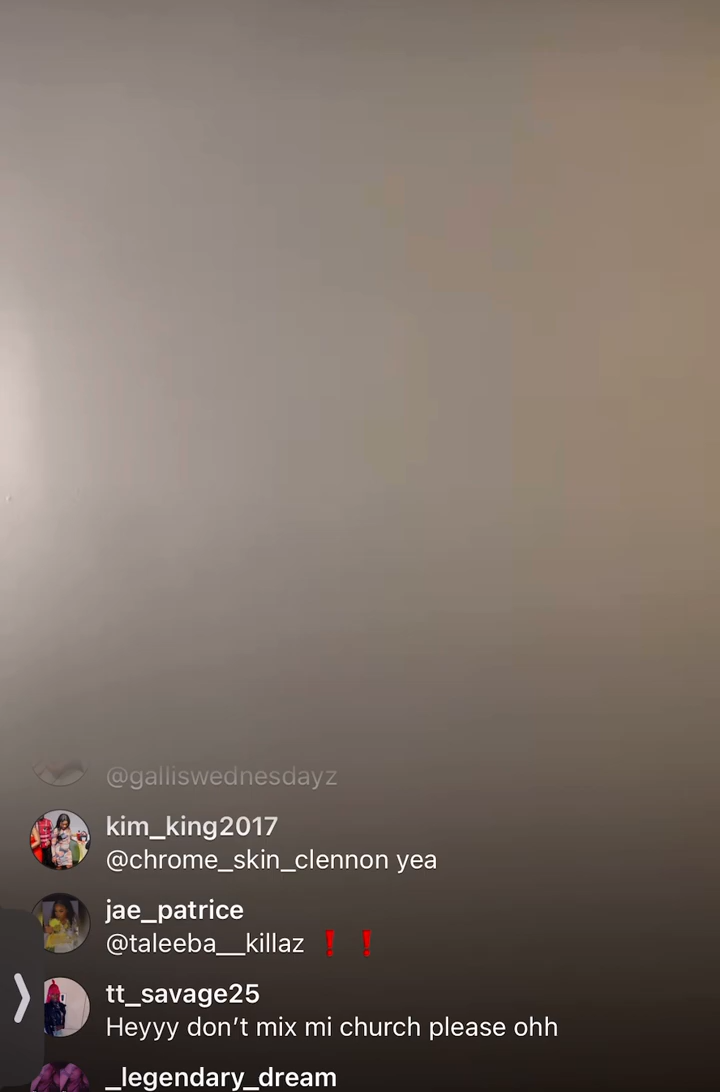 @galliswednesdayz
kim_king2017
@chrome_skin_clennon yea
jae_patrice
@taleeba__killaz ❗❗
tt_savage25
Heyyy don’t mix mi church please ohh
_legendary_dream